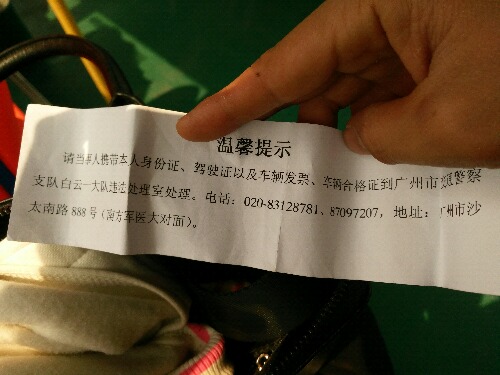 温馨提示
请当事人携带本人身份证、驾驶证以及车辆发票、车辆合格证到广州市交警察
支队白云一大队违法处理室处理。电话：020-83128781、87097207，地址：广州市沙
太南路888号（南方军医大对面）。